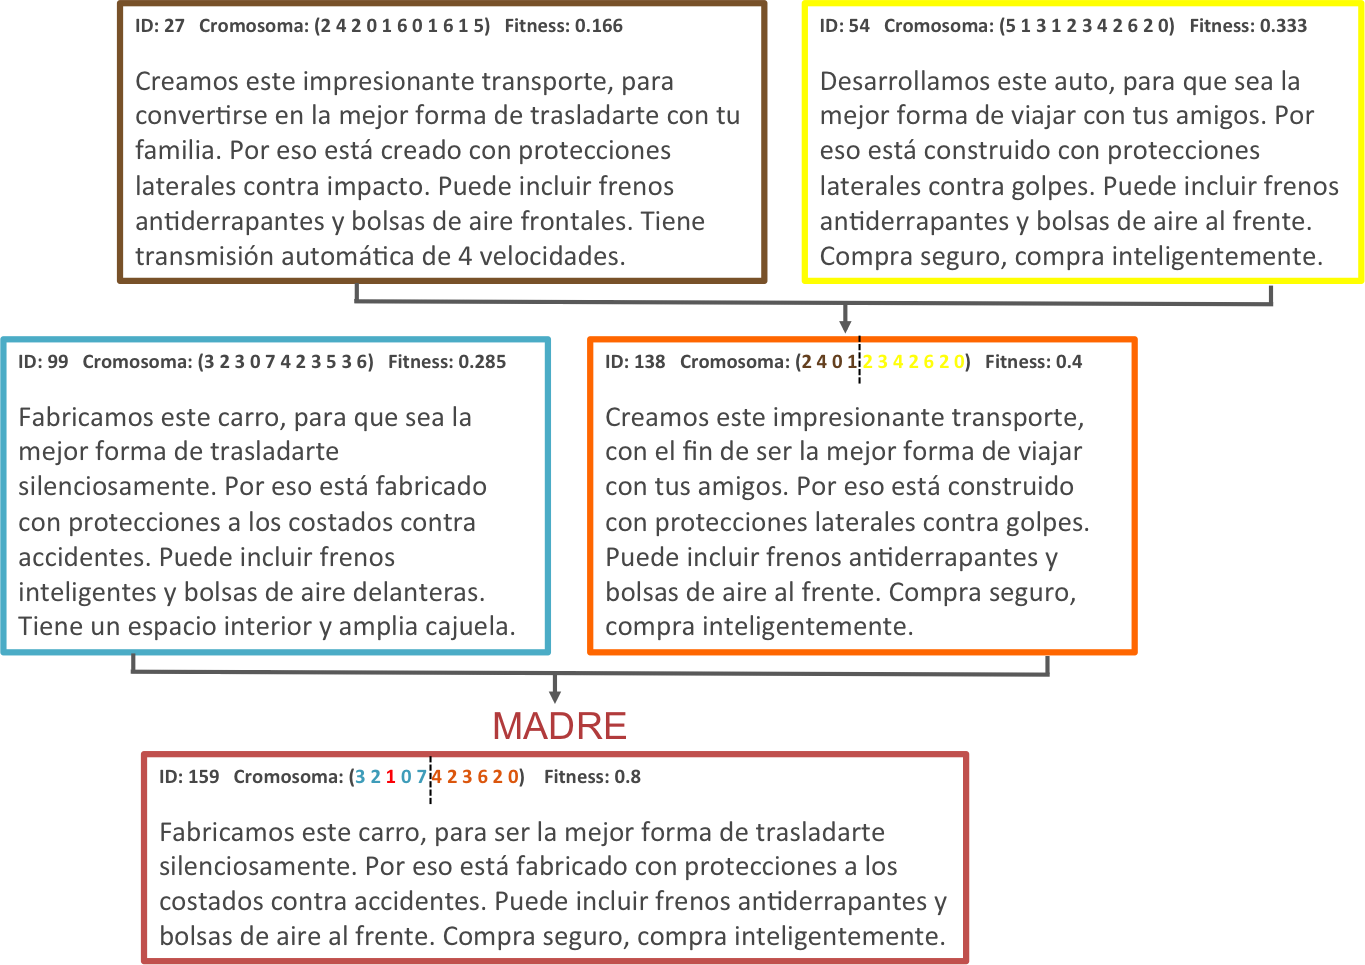 ID: 27 Cromosoma: (2 4 2 0 1 6 0 1 6 1 5) Fitness: 0.166
Creamos este impresionante transporte, para
convertirse en la mejor forma de trasladarte con tu
familia. Por eso está creado con protecciones
laterales contra impacto. Puede incluir frenos
antiderrapantes y bolsas de aire frontales. Tiene
transmisión automática de 4 velocidades.
ID: 54 Cromosoma: (5 1 3 1 2 3 4 2 6 2 0) Fitness: 0.333
Desarrollamos este auto, para que sea la
mejor forma de viajar con tus amigos. Por
eso está construido con protecciones
laterales contra golpes. Puede incluir frenos
antiderrapantes y bolsas de aire al frente.
Compra seguro, compra inteligentemente.
ID: 99 Cromosoma: (3 2 3 0 7 4 2 3 5 3 6) Fitness: 0.285
Fabricamos este carro, para que sea la
mejor forma de trasladarte
silenciosamente. Por eso está fabricado
con protecciones a los costados contra
accidentes. Puede incluir frenos
inteligentes y bolsas de aire delanteras.
Tiene un espacio interior y amplia cajuela.
ID: 138 Cromosoma: (2 4 0 1 2 3 4 2 6 2 0) Fitness: 0.4
Creamos este impresionante transporte,
con el fin de ser la mejor forma de viajar
con tus amigos. Por eso está construido
con protecciones laterales contra golpes.
Puede incluir frenos antiderrapantes y
bolsas de aire al frente. Compra seguro,
compra inteligentemente.
MADRE
ID: 159 Cromosoma: (3 2 1 0 7 4 2 3 6 2 0) Fitness: 0.8
Fabricamos este carro, para ser la mejor forma de trasladarte
silenciosamente. Por eso está fabricado con protecciones a los
costados contra accidentes. Puede incluir frenos antiderrapantes y
bolsas de aire al frente. Compra seguro, compra inteligentemente.